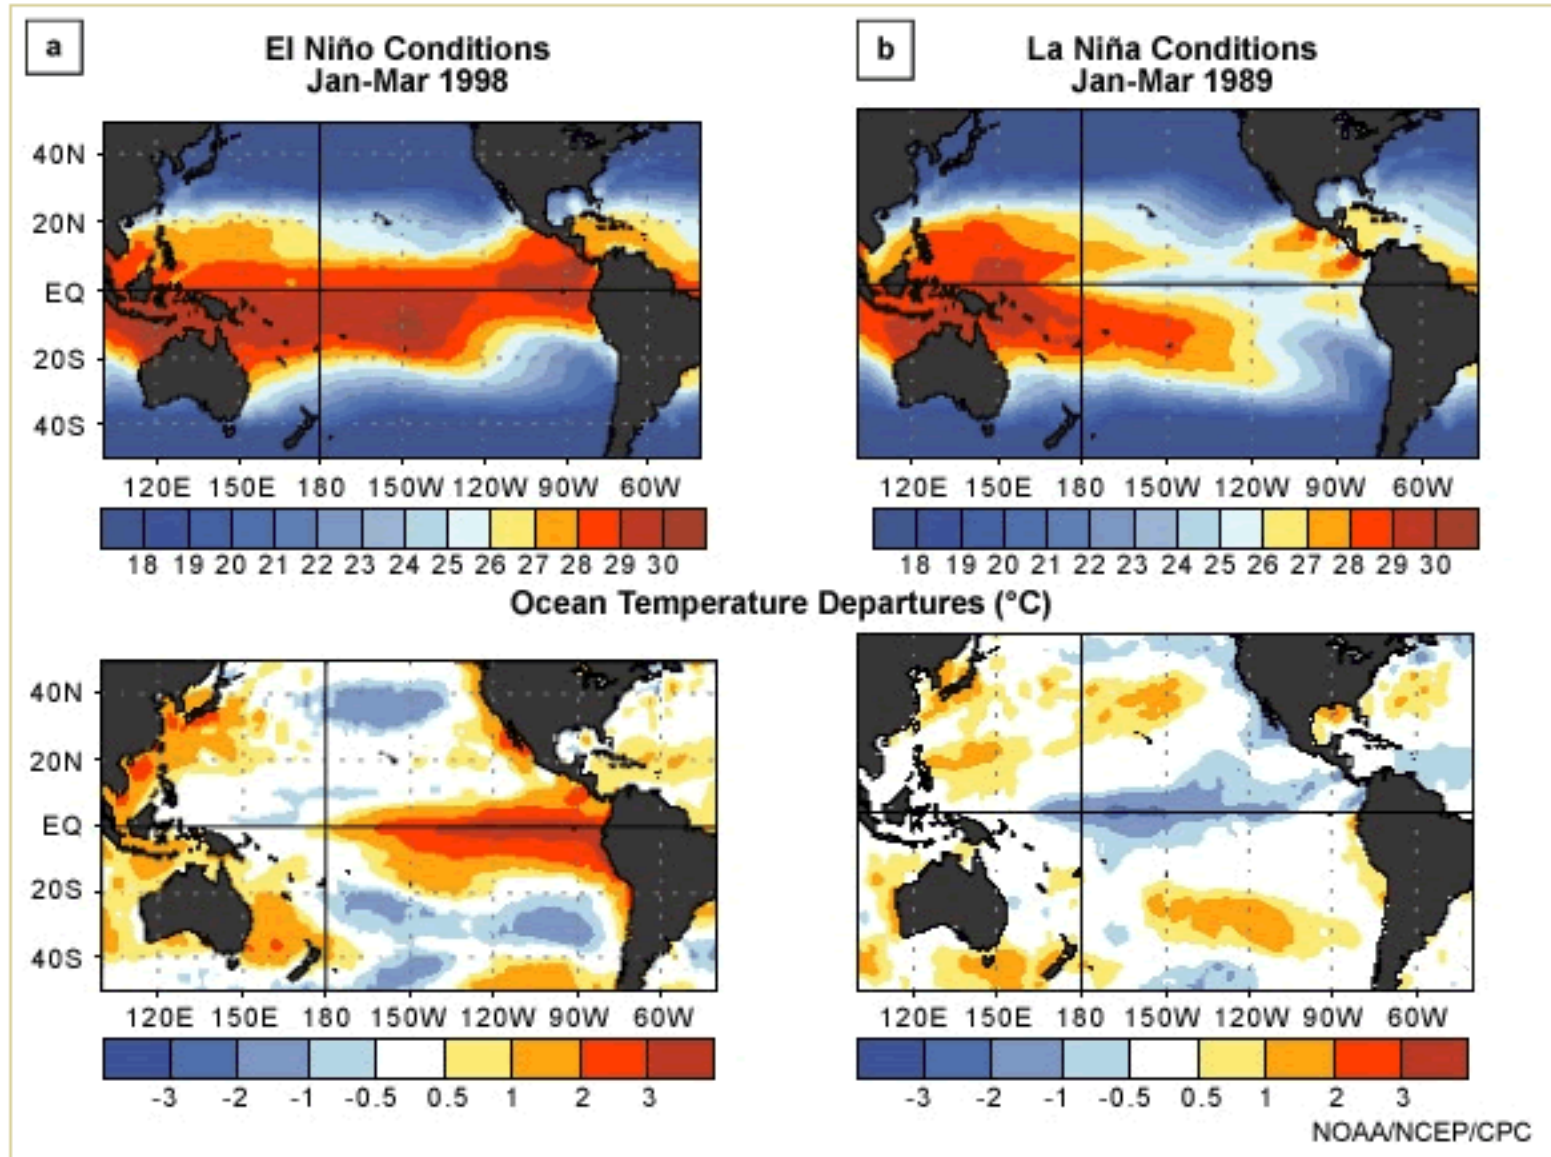 a
El Niño Conditions
Jan-Mar 1998
b
La Niña Conditions
Jan-Mar 1989
40N
20N
EQ
20S
40S
120E 150E 180 150W 120W 90W 60W
120E 150E 180 150W 120W 90W 60W
18 19 20 21 22 23 24 25 26 27 28 29 30
18 19 20 21 22 23 24 25 26 27 28 29 30
Ocean Temperature Departures (°C)
40N
20N
EQ
20S
40S
120E 150E 180 150W 120W 90W 60W
120E 150E 180 150W 120W 90W 60W
-3 -2 -1 -0.5 0.5 1 2 3
-3 -2 -1 -0.5 0.5 1 2 3
NOAA/NCEP/CPC